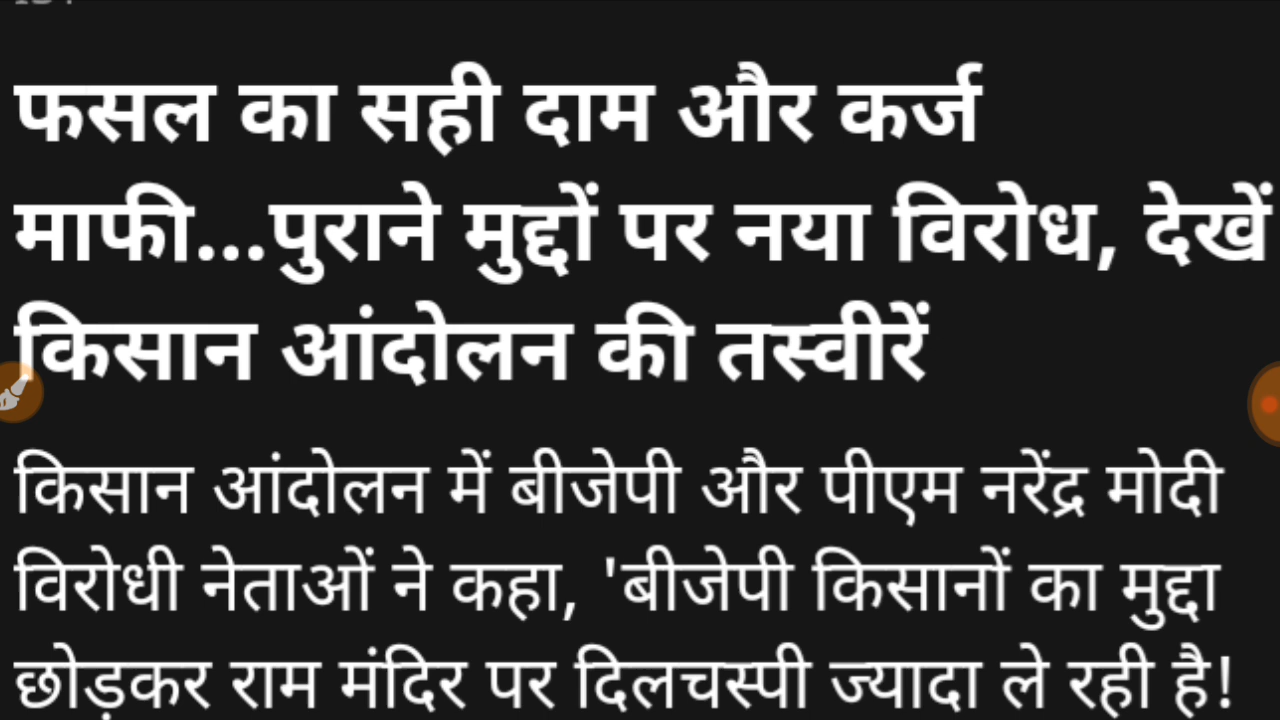 फसल का सही दाम और कर्ज
माफी...पुराने मुद्दों पर नया विरोध, देखें
किसान आंदोलन की तस्वीरें
किसान आंदोलन में बीजेपी और पीएम नरेंद्र मोदी
विरोधी नेताओं ने कहा, 'बीजेपी किसानों का मुद्दा
छोड़कर राम मंदिर पर दिलचस्पी ज्यादा ले रही है!